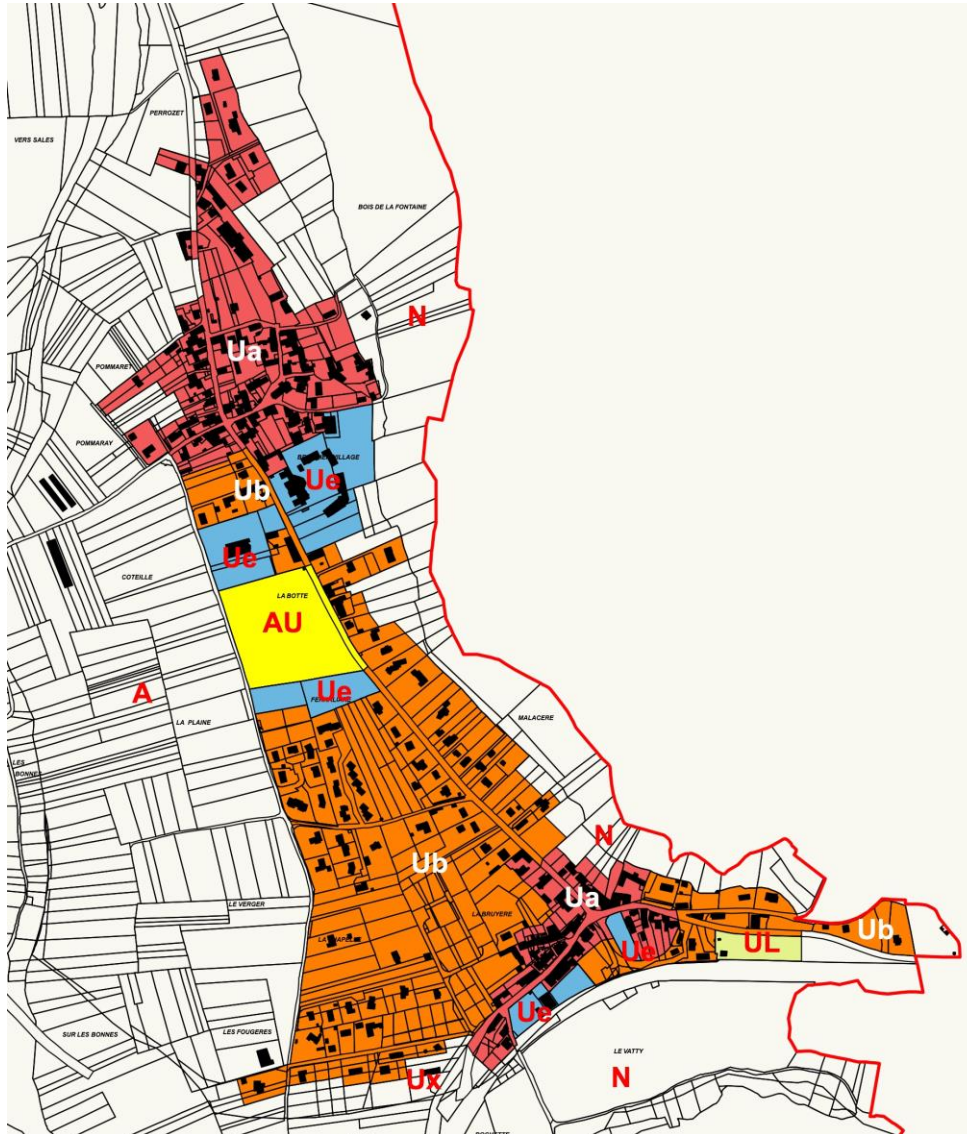 PERROZET
VERS SALES
BOIS DE LA FONTAINE
N
Ua
POMMARET
POMMARAY
Ub
Ue
Ue
COTEILLE
LA BOTTE
AU
A
Ue
LA PLAINE
MALACERE
LES
BONNES
N
Ub
Ua
LE VERGER
LA BRUYERE
Ub
UL
Ue
Ue
SUR LES BONNES
LES FOUGERES
LE VATTY
Ux
N